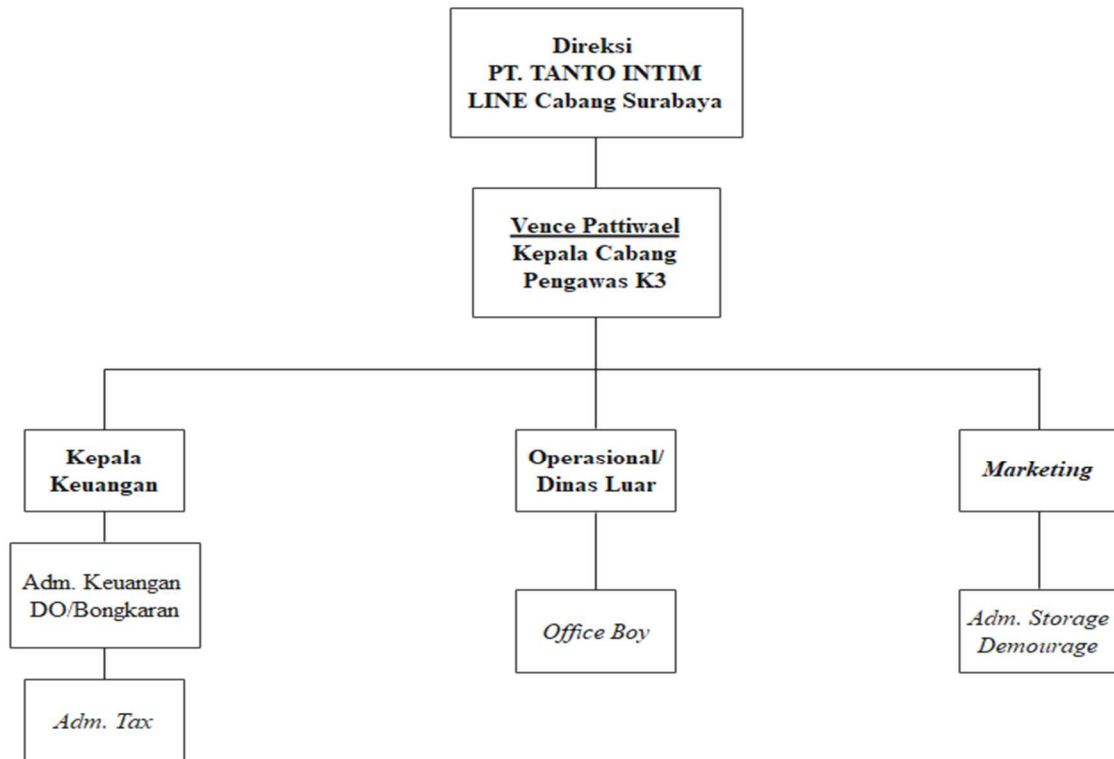 Direksi
PT. TANTO INTIM
LINE Cabang Surabaya
Vence Pattiwael
Kepala Cabang
Pengawas K3
Kepala
Keuangan
Operasional/
Dinas Luar
Marketing
Adm. Keuangan
DO/Bongkaran
Office Boy
Adm. Storage
Demourage
Adm. Tax